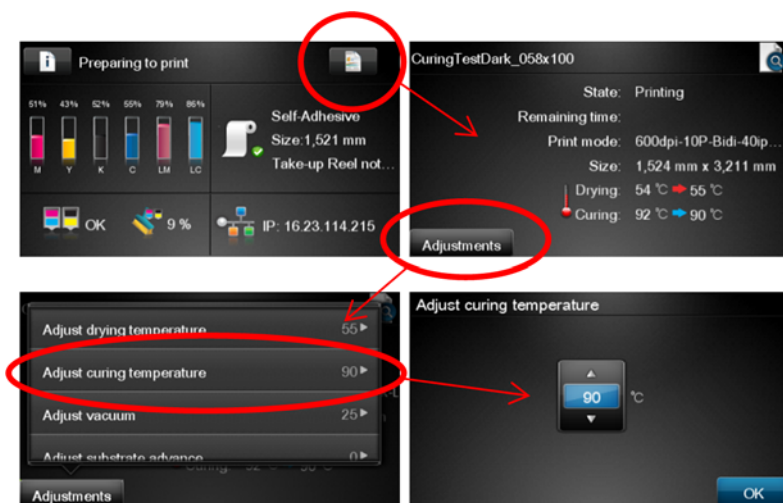 Preparing to print
51% 43% 52% 55% 79% 86%
M Y K C LM LC
Self-Adhesive
Size:1,521 mm
Take-up Reel not...
OK
9 %
IP: 16.23.114.215
CuringTestDark_058x100
State: Printing
Remaining time:
Print mode: 600dpi-10P-Bidi-40ip...
Size: 1,524 mm x 3,211 mm
Drying: 54 °C 55 °C
Curing: 92 °C 90 °C
Adjustments
Adjust drying temperature 55
Adjust curing temperature 90
Adjust vacuum 25
Adjust substrate advance 0
Adjustments
Adjust curing temperature
90 °C
OK